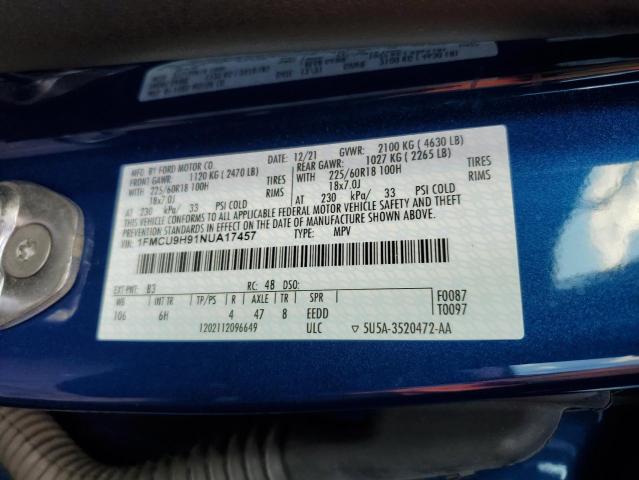 MFD. BY FORD MOTOR CO.
12/21
GVWR: 2100 KG ( 4630 LB)
FRONT GAWR: 1120 KG ( 2470 LB)
REAR GAWR: 1027 KG ( 2265 LB)
WITH 225/60R18 100H TIRES
WITH 225/60R18 100H TIRES
18x7.0J RIMS
18x7.0J RIMS
AT 230 kPa/ 33 PSI COLD
AT 230 kPa/ 33 PSI COLD
THIS VEHICLE CONFORMS TO ALL APPLICABLE FEDERAL MOTOR VEHICLE SAFETY AND THEFT
PREVENTION STANDARDS IN EFFECT ON THE DATE OF MANUFACTURE SHOWN ABOVE.
VIN: 1FMCU9H91NUA17457 TYPE: MPV
EXT PNT: B3 RC: 48 DSO:
WB INT TR TP/PS R AXLE TR SPR
106 6H 4 47 8 EEDD
1202112096649 ULC
F0087
T0097
5U5A-3520472-AA